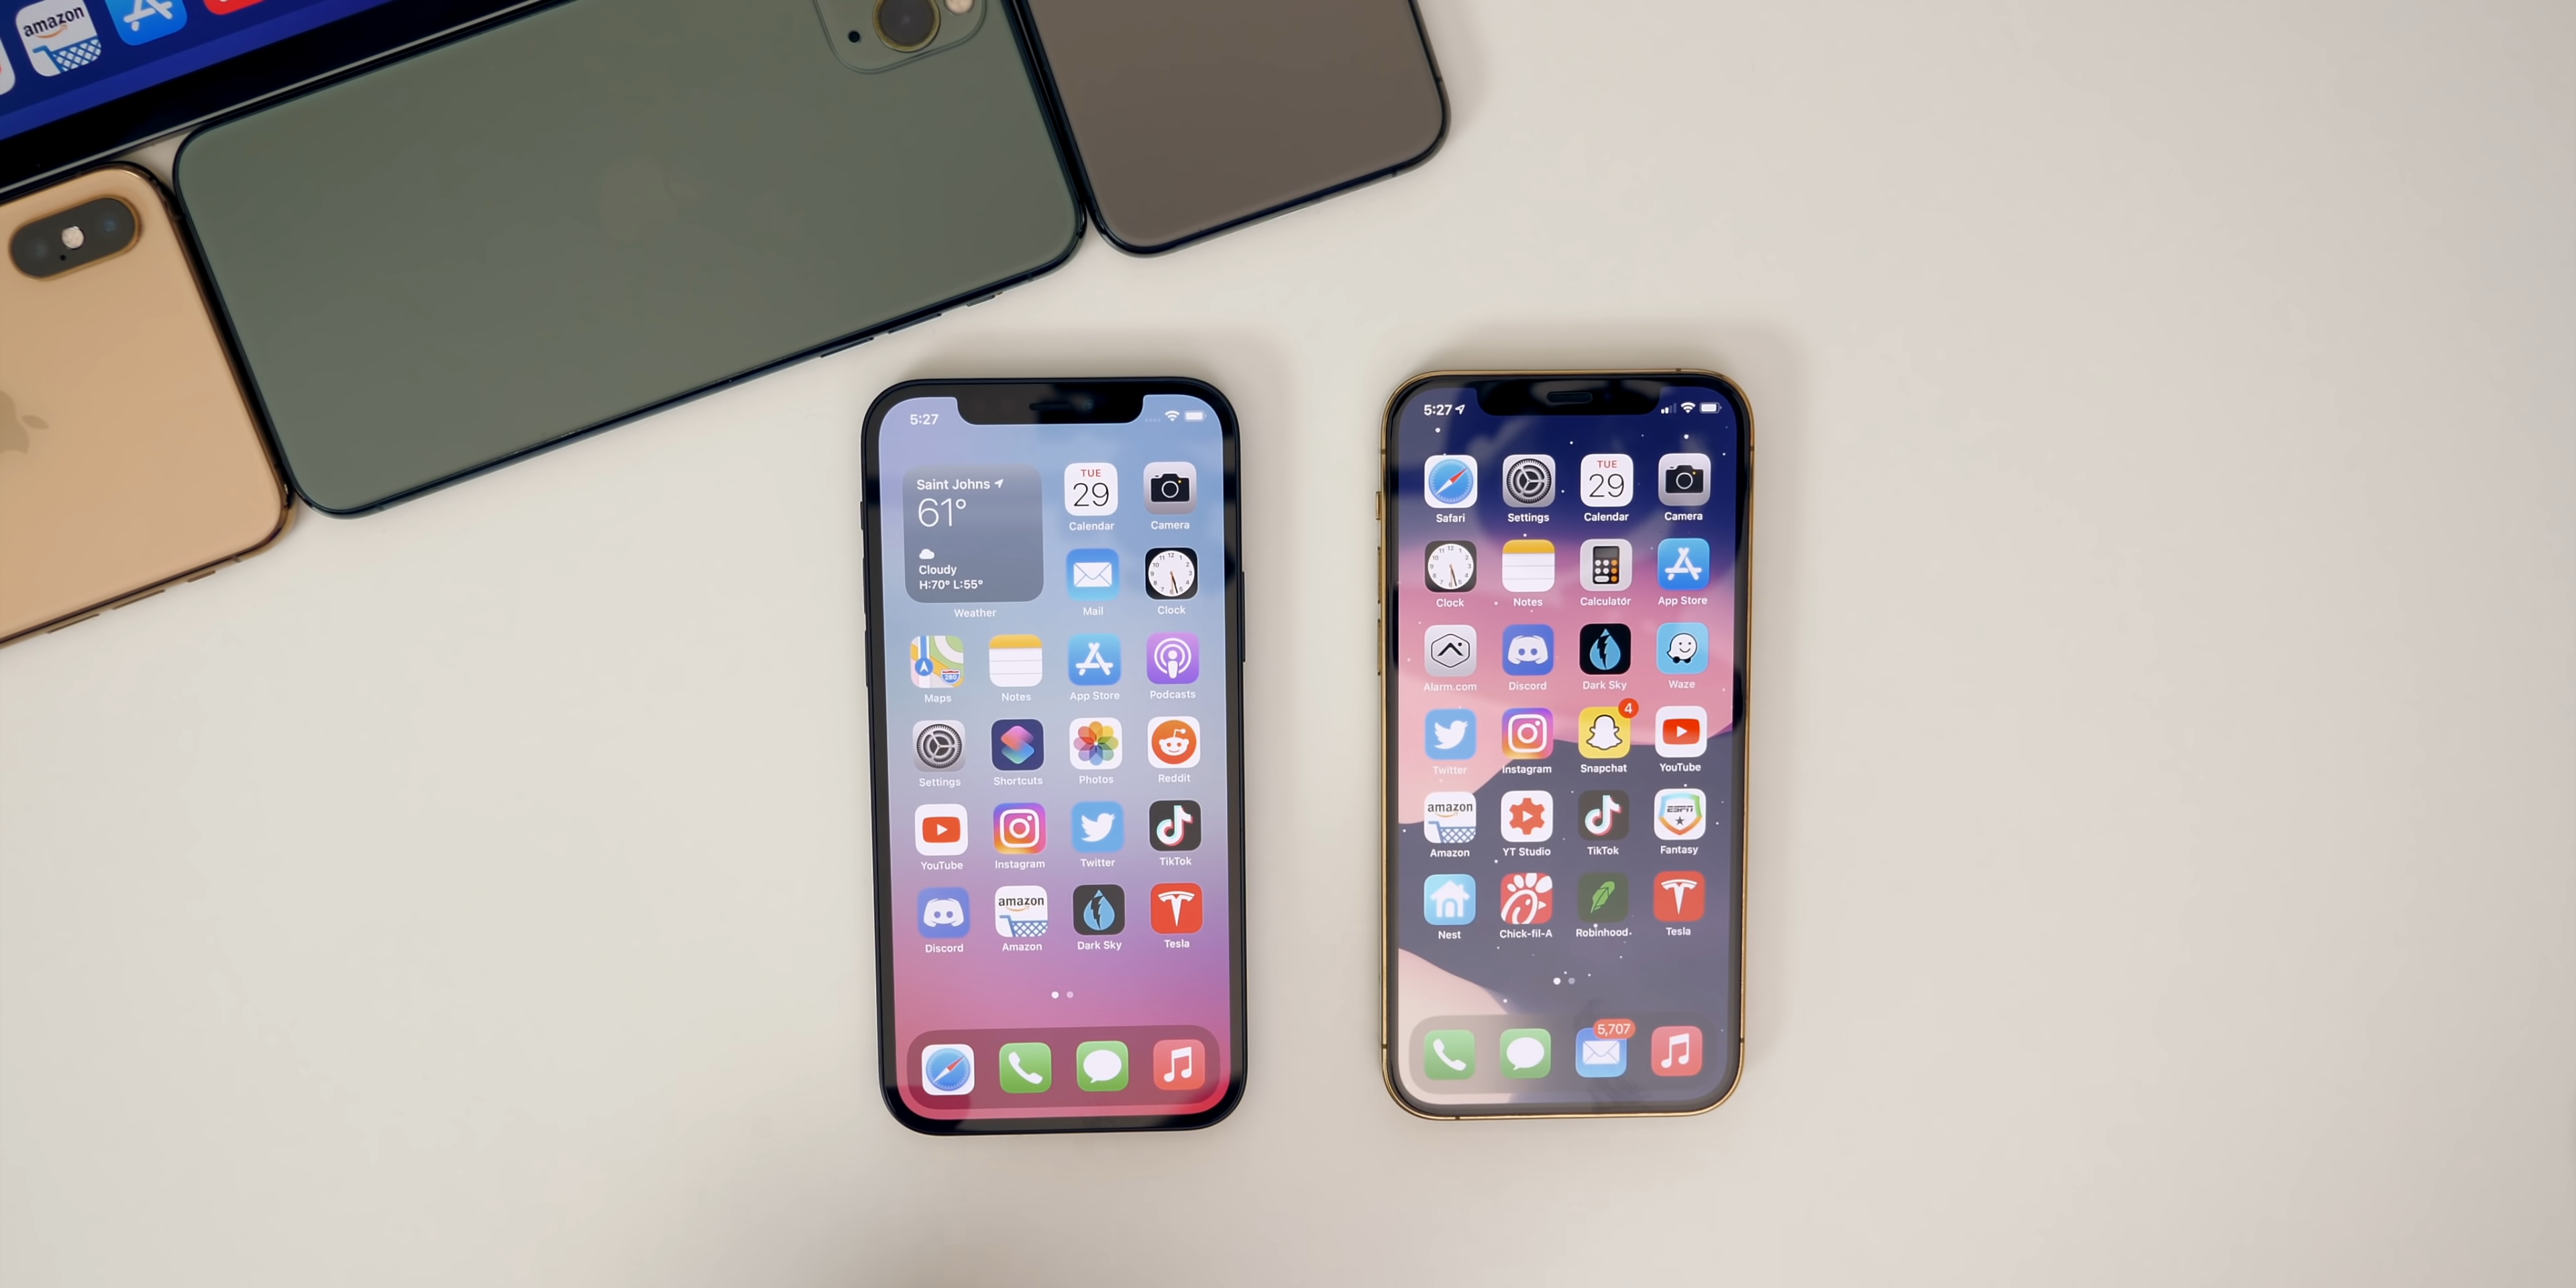 amazon
5:27
Saint Johns
61°
Cloudy
H:70° L:55°
Weather
TUE
29
Calendar
Camera
Mail
Clock
Maps
280
Notes
App Store
Podcasts
Settings
Shortcuts
Photos
Reddit
YouTube
Instagram
Twitter
TikTok
Discord
amazon
Amazon
Dark Sky
Tesla
5:27
Safari
Settings
TUE
29
Calendar
Camera
Clock
Notes
Calculator
App Store
Alarm.com
Discord
Dark Sky
Waze
Twitter
Instagram
4
Snapchat
YouTube
amazon
Amazon
YT Studio
TikTok
ESPN
Fantasy
Nest
Chick-fil-A
Robinhood
Tesla
5,707